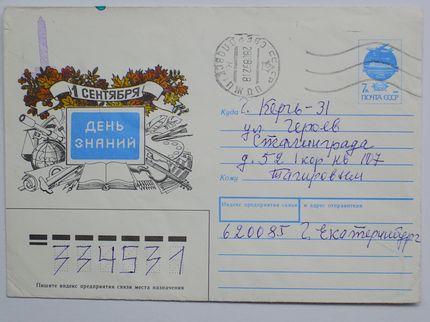 1 СЕНТЯБРЯ
ДЕНЬ
ЗНАНИЙ
7к
ПОЧТА СССР
Куда г. Керчь-31
ул Героев
Сталинграда
д. 52 1 кор. кв 107
Кому Тагировым
Индекс предприятия связи и адрес отправителя
620085 г. Екатеринбург
334531
Пишите индекс предприятия связи места назначения